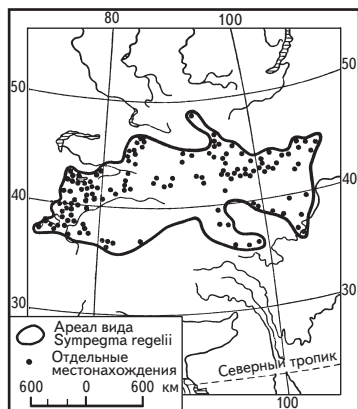 80 100
50 50
40 40
30 30
Ареал вида
Sympegma regelii
Отдельные
местонахождения
600 0 600 км
Северный тропик
100